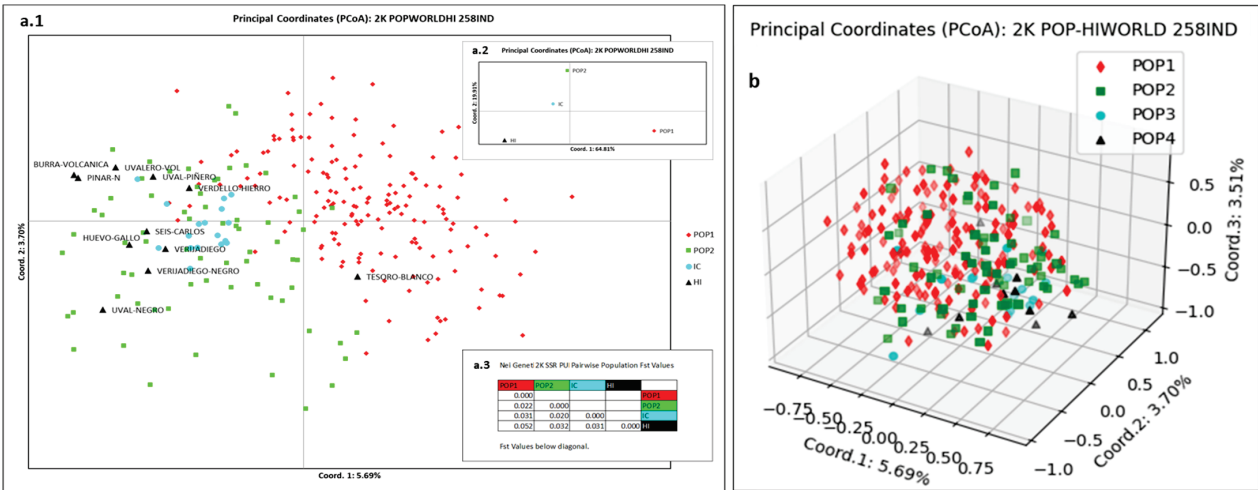 a.1
Principal Coordinates (PCoA): 2K POPWORLDHI 258IND
Coord. 2: 3.70%
BURRA-VOLCANICA
UVALERO-VOL
PINAR-N
UVAL-PIÑERO
VERDELLO-HIERRO
SEIS-CARLOS
HUEVO-GALLO
VERIJADIEGO
VERIJADIEGO-NEGRO
TESORO-BLANCO
UVAL-NEGRO
POP1
POP2
IC
HI
Coord. 1: 5.69%
a.2
Principal Coordinates (PCoA): 2K POPWORLDHI 258IND
Coord. 2: 19.91%
POP2
IC
POP1
HI
Coord. 1: 64.81%
a.3
Nei Genet 2K SSR PU: Pairwise Population Fst Values
POP1 POP2 IC HI
0.000 POP1
0.022 0.000 POP2
0.031 0.020 0.000 IC
0.052 0.032 0.031 0.000 HI
Fst Values below diagonal.
b
Principal Coordinates (PCoA): 2K POP-HIWORLD 258IND
POP1
POP2
POP3
POP4
0.5
0.0
−0.5
−1.0
Coord.3: 3.51%
1.0
0.5
0.0
−0.5
−1.0
Coord.2: 3.70%
−0.75
−0.50
−0.25
0.00
0.25
0.50
0.75
Coord.1: 5.69%